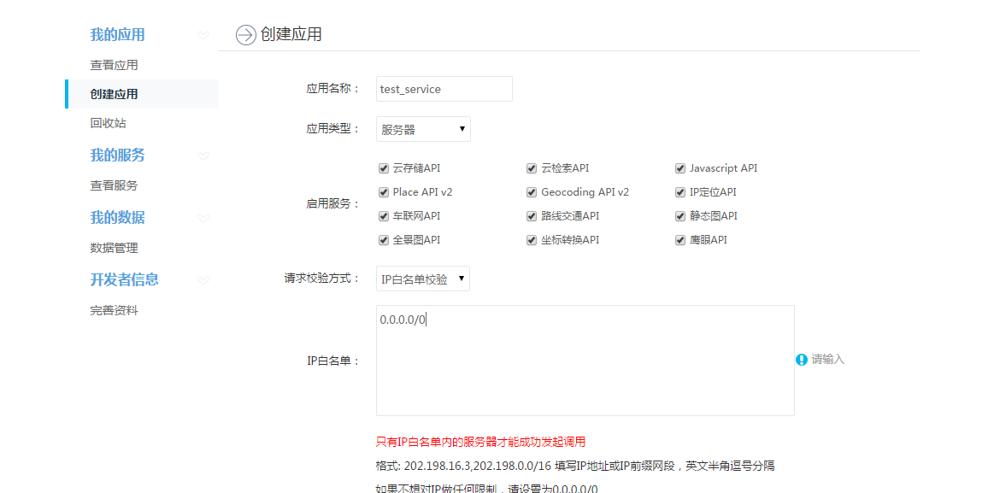 我的应用
查看应用
创建应用
回收站
我的服务
查看服务
我的数据
数据管理
开发者信息
完善资料
创建应用
应用名称： test_service
应用类型： 服务器
启用服务：
云存储API 云检索API Javascript API
Place API v2 Geocoding API v2 IP定位API
车联网API 路线交通API 静态图API
全景图API 坐标转换API 鹰眼API
请求校验方式： IP白名单校验
IP白名单： 0.0.0.0/0
请输入
只有IP白名单内的服务器才能成功发起调用
格式: 202.198.16.3,202.198.0.0/16 填写IP地址或IP前缀网段，英文半角逗号分隔
如果不想对IP做任何限制，请设置为0.0.0.0/0